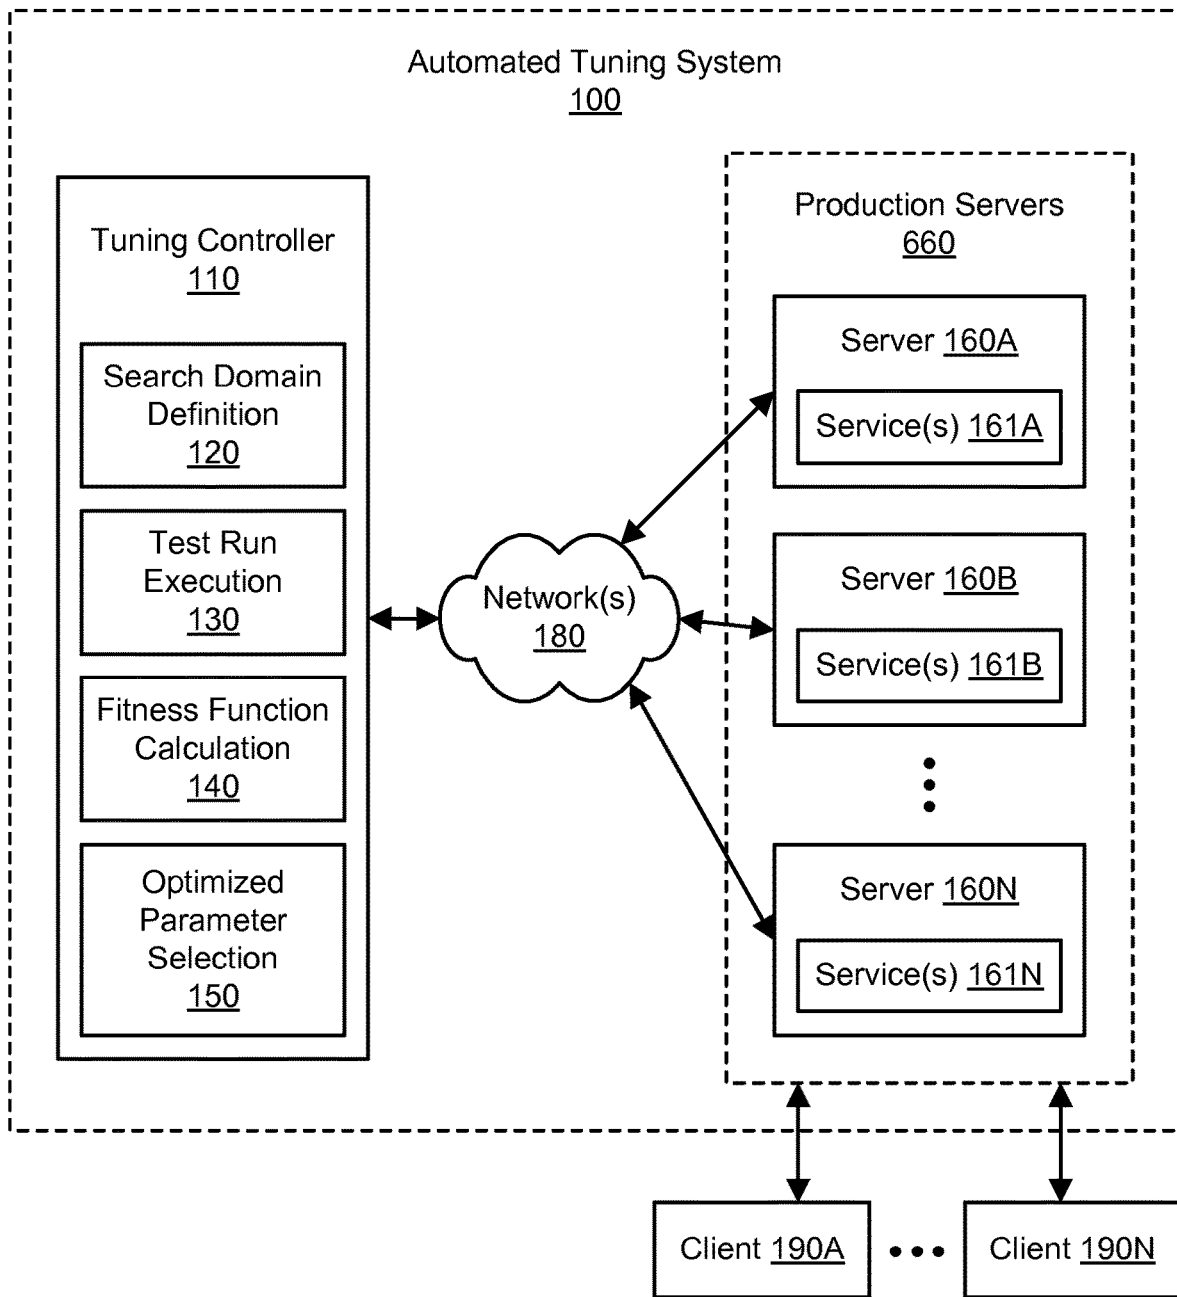 Automated Tuning System
100
Tuning Controller
110
Search Domain
Definition
120
Test Run
Execution
130
Fitness Function
Calculation
140
Optimized
Parameter
Selection
150
Network(s)
180
Production Servers
660
Server 160A
Service(s) 161A
Server 160B
Service(s) 161B
Server 160N
Service(s) 161N
Client 190A
Client 190N